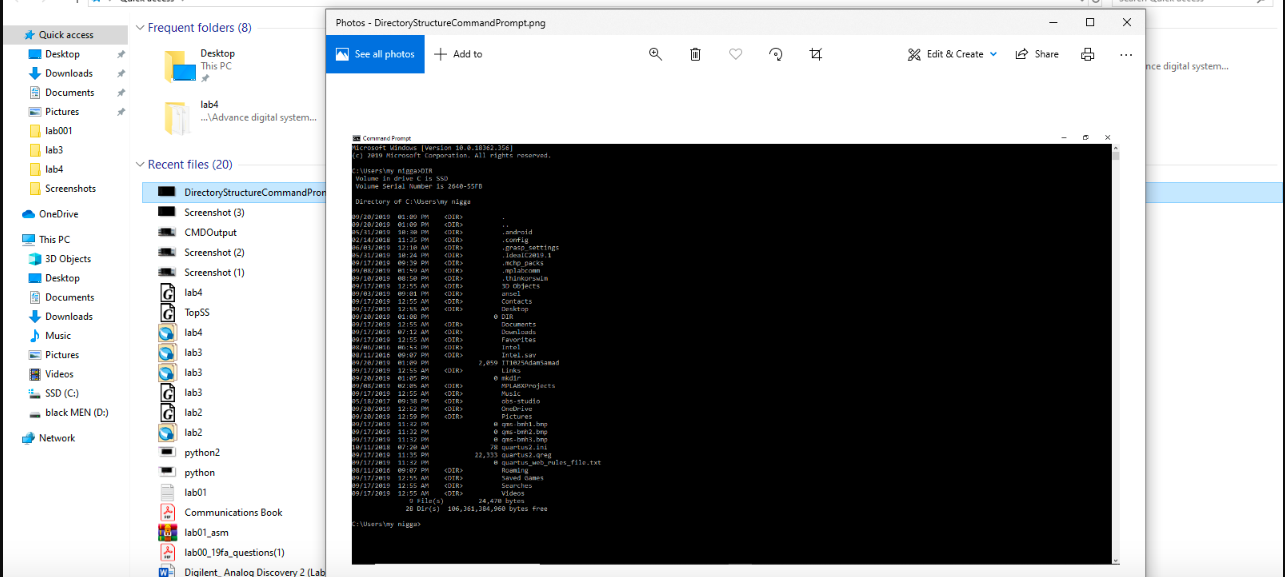 Quick access
Search Quick access
Quick access
Desktop
Downloads
Documents
Pictures
lab001
lab3
lab4
Screenshots
OneDrive
This PC
3D Objects
Desktop
Documents
Downloads
Music
Pictures
Videos
SSD (C:)
black MEN (D:)
Network
Frequent folders (8)
Desktop
This PC
lab4
...\Advance digital system...
nce digital system...
Recent files (20)
DirectoryStructureCommandPron
Screenshot (3)
CMDOutput
Screenshot (2)
Screenshot (1)
lab4
TopSS
lab4
lab3
lab3
lab3
lab2
lab2
python2
python
lab01
Communications Book
lab01_asm
lab00_19fa_questions(1)
Digilent_ Analog Discovery 2 (Lab
Photos - DirectoryStructureCommandPrompt.png
See all photos
Add to
Edit & Create
Share
Command Prompt
Microsoft Windows [Version 10.0.18362.356]
(c) 2019 Microsoft Corporation. All rights reserved.
C:\Users\my nigga>DIR
Volume in drive C is SSD
Volume Serial Number is 2640-55FB
Directory of C:\Users\my nigga
09/20/2019 01:09 PM <DIR> .
09/20/2019 01:09 PM <DIR> ..
05/31/2019 10:30 PM <DIR> .android
02/14/2018 11:35 PM <DIR> .config
06/03/2019 12:10 AM <DIR> .grasp_settings
05/31/2019 10:24 PM <DIR> .IdeaIC2019.1
09/17/2019 09:39 PM <DIR> .mchp_packs
09/08/2019 01:59 AM <DIR> .mplabcomm
09/10/2019 08:50 PM <DIR> .thinkorswim
09/17/2019 12:55 AM <DIR> 3D Objects
09/03/2019 09:01 PM <DIR> ansel
09/17/2019 12:55 AM <DIR> Contacts
09/17/2019 12:55 AM <DIR> Desktop
09/20/2019 01:08 PM 0 DIR
09/17/2019 12:55 AM <DIR> Documents
09/17/2019 07:12 AM <DIR> Downloads
09/17/2019 12:55 AM <DIR> Favorites
08/06/2016 06:53 PM <DIR> Intel
08/11/2016 09:07 PM <DIR> Intel.sav
09/20/2019 01:09 PM 2,059 IT1025AdamSamad
09/17/2019 12:55 AM <DIR> Links
09/20/2019 01:05 PM 0 mkdir
09/08/2019 02:05 AM <DIR> MPLABXProjects
09/17/2019 12:55 AM <DIR> Music
05/18/2017 09:38 PM <DIR> obs-studio
09/20/2019 12:52 PM <DIR> OneDrive
09/20/2019 12:59 PM <DIR> Pictures
09/17/2019 11:32 PM 0 qms-bmh1.bmp
09/17/2019 11:32 PM 0 qms-bmh2.bmp
09/17/2019 11:32 PM 0 qms-bmh3.bmp
10/11/2018 07:20 AM 78 quartus2.ini
09/17/2019 11:35 PM 22,333 quartus2.qreg
09/17/2019 11:32 PM 0 quartus_web_rules_file.txt
08/11/2016 09:07 PM <DIR> Roaming
09/17/2019 12:55 AM <DIR> Saved Games
09/17/2019 12:55 AM <DIR> Searches
09/17/2019 12:55 AM <DIR> Videos
9 File(s) 24,470 bytes
28 Dir(s) 106,361,384,960 bytes free
C:\Users\my nigga>